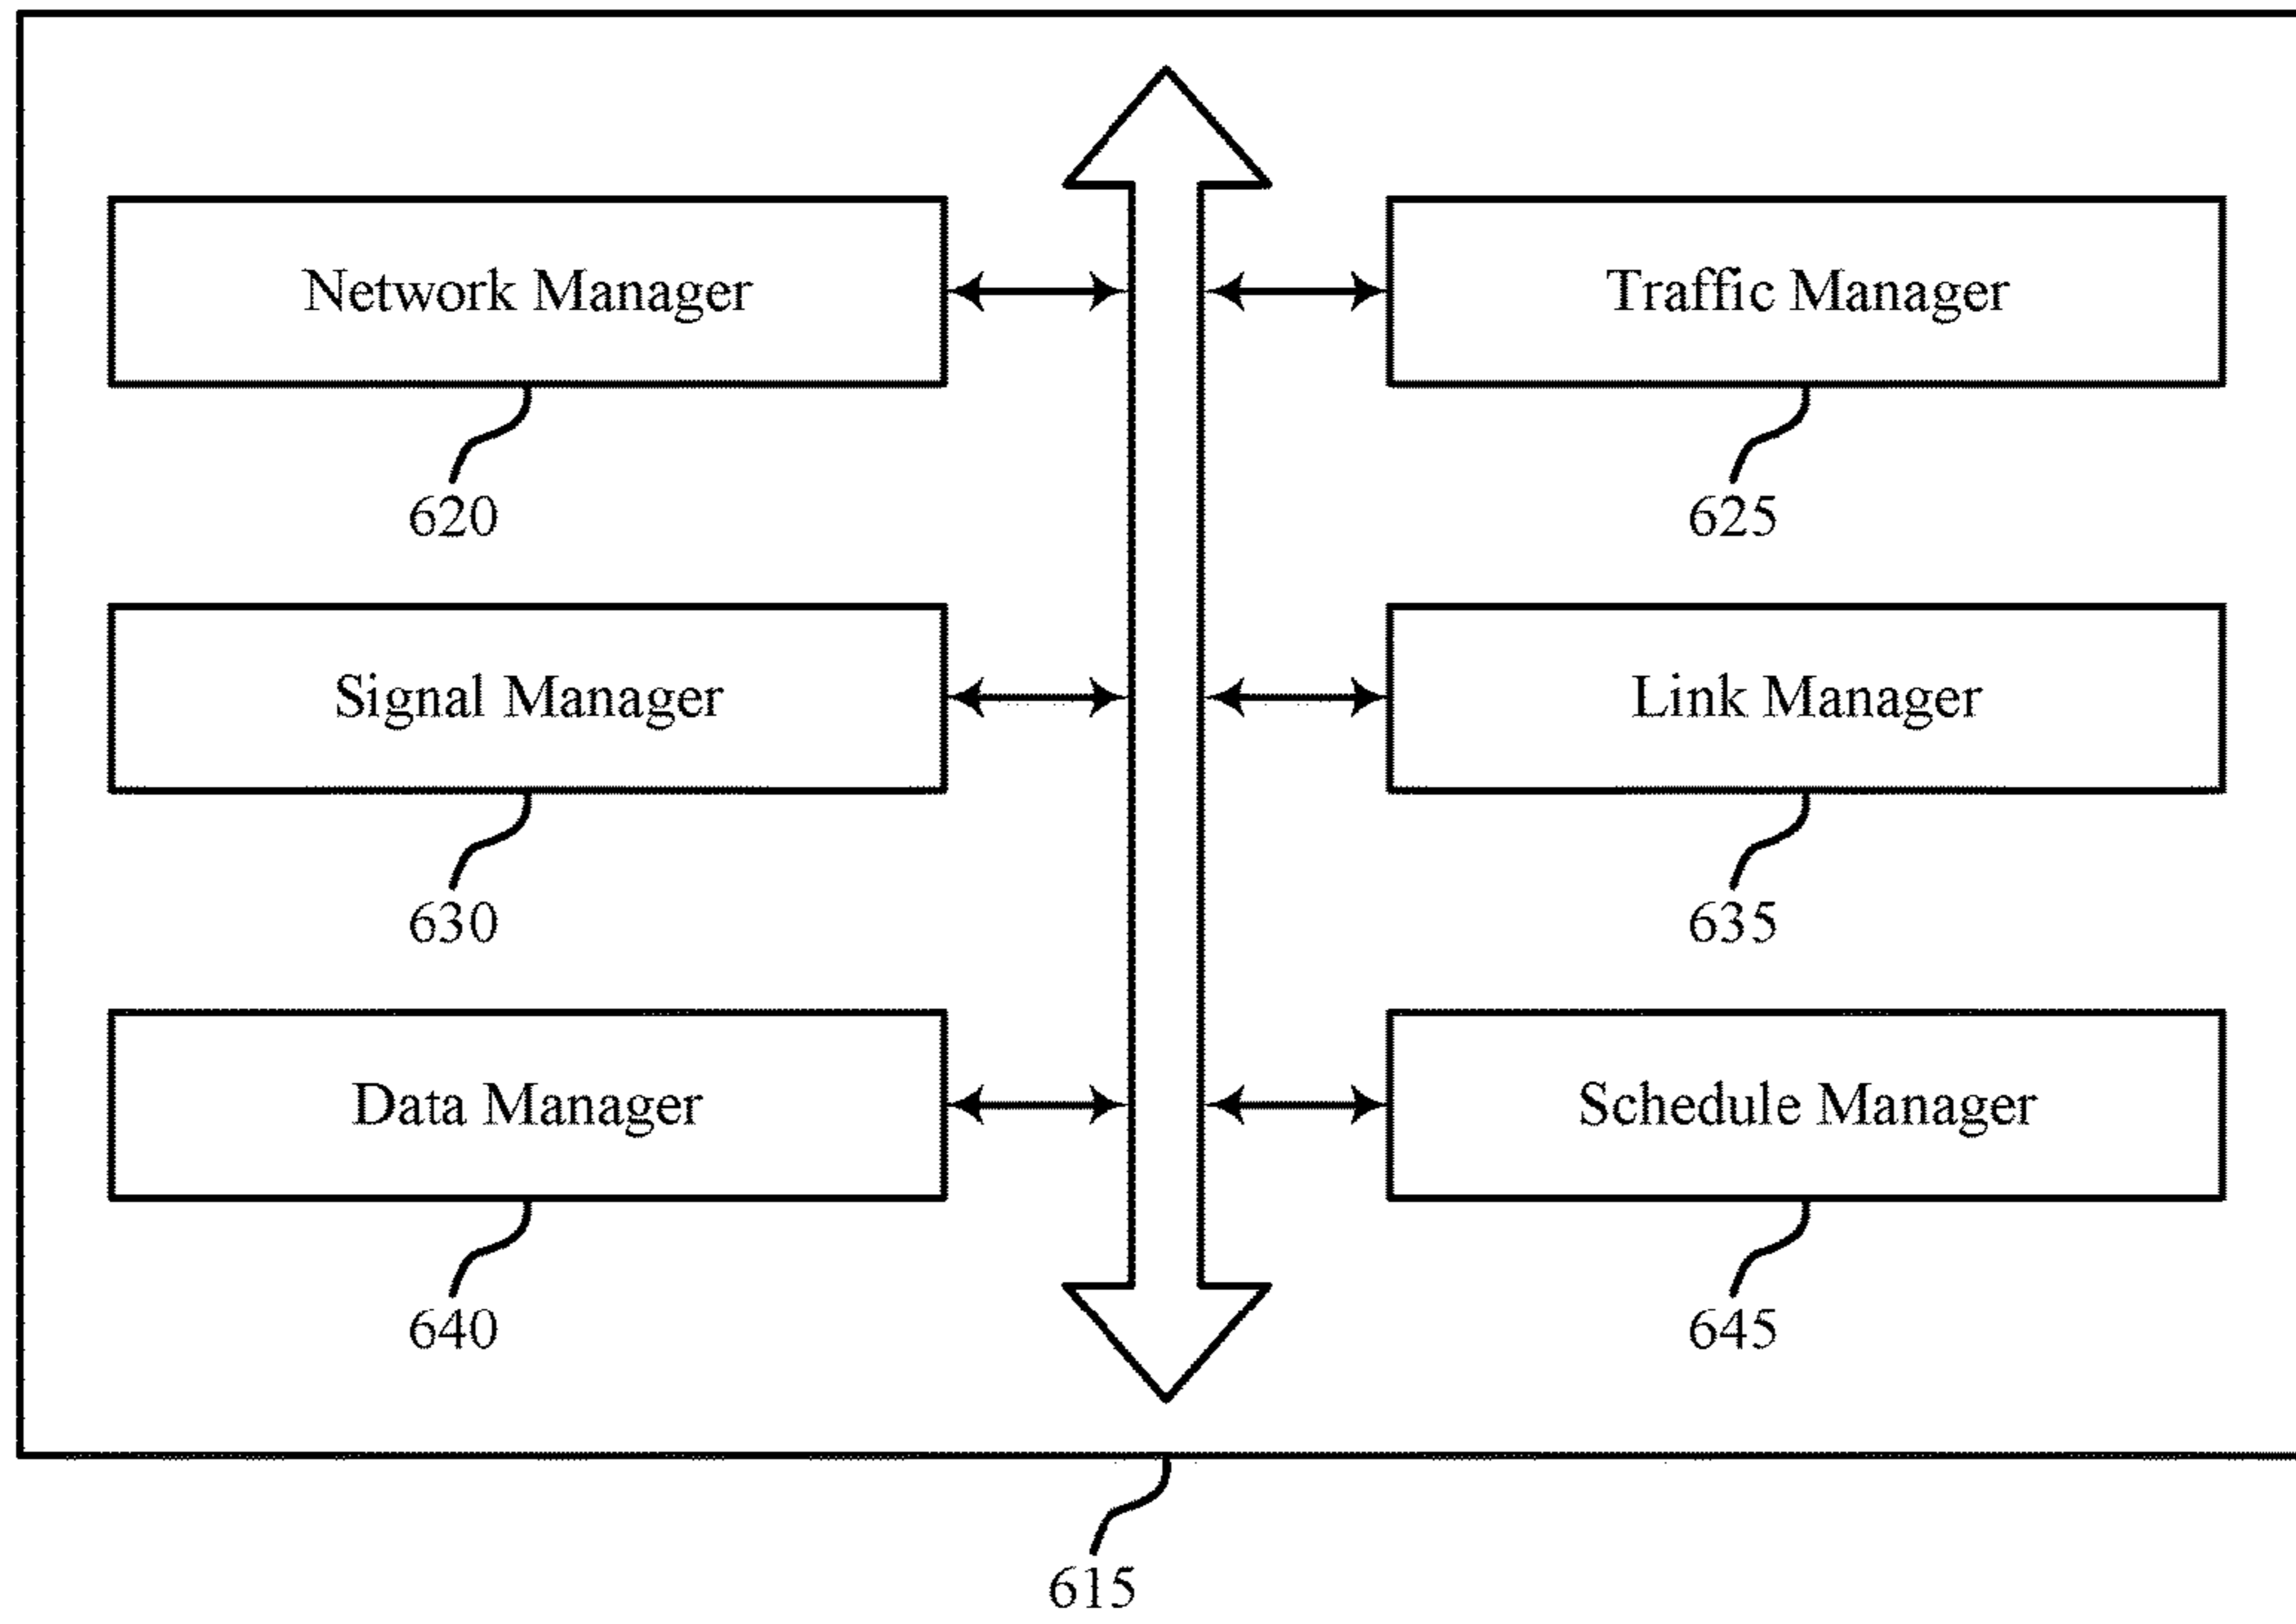 Network Manager
Traffic Manager
620
625
Signal Manager
Link Manager
630
635
Data Manager
Schedule Manager
640
645
615